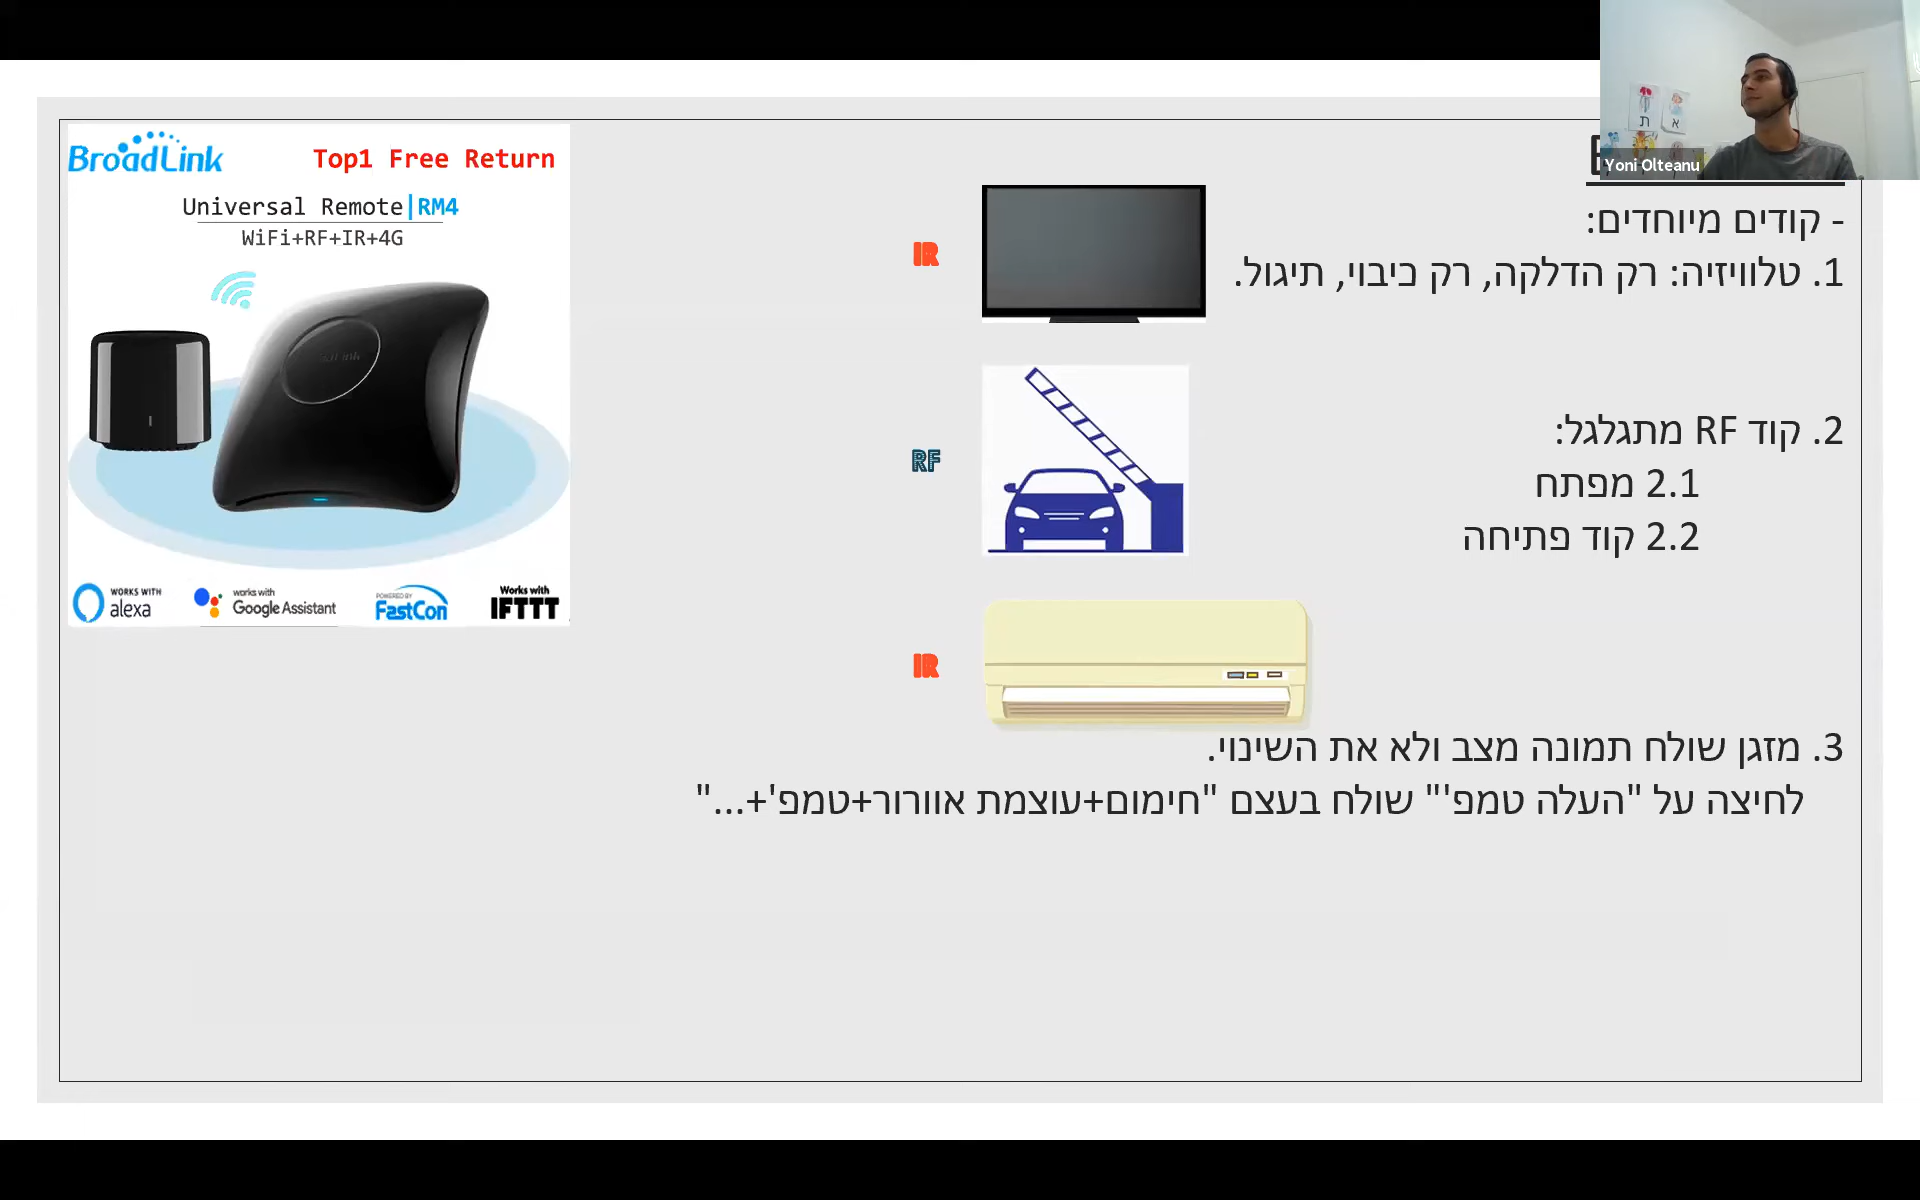 BroadLink
Top1 Free Return
Universal Remote|RM4
WiFi+RF+IR+4G
WORKS WITH
alexa
works with
Google Assistant
POWERED BY
FastCon
Works with
IFTTT
Yoni Olteanu
ת
א
- קודים מיוחדים:
1. טלוויזיה: רק הדלקה, רק כיבוי, תיגול.
IR
2. קוד RF מתגלגל:
2.1 מפתח
2.2 קוד פתיחה
RF
IR
3. מזגן שולח תמונה מצב ולא את השינוי.
לחיצה על "העלה טמפ'" שולח בעצם "חימום+עוצמת אוורור+טמפ'+..."